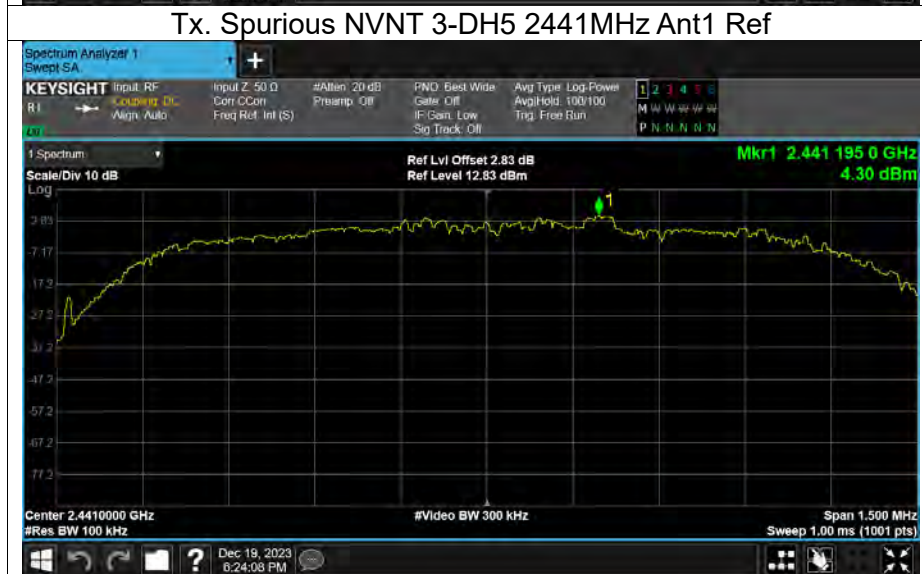 Tx. Spurious NVNT 3-DH5 2441MHz Ant1 Ref
Spectrum Analyzer 1
Swept SA
+
KEYSIGHT Input: RF
R L
Coupling: DC
Align: Auto
Input Z: 50 Ω
Corr CCorr
Freq Ref: Int (S)
#Atten: 20 dB
Preamp: Off
PNO: Best Wide
Gate: Off
IF Gain: Low
Sig Track: Off
Avg Type: Log-Power
Avg|Hold: 100/100
Trig: Free Run
1 2 3 4 5 6
M W W W W W
P N N N N N
1 Spectrum
Scale/Div 10 dB
Ref Lvl Offset 2.83 dB
Ref Level 12.83 dBm
Mkr1 2.441 195 0 GHz
4.30 dBm
Log
1
2.83
-7.17
-17.2
-27.2
-37.2
-47.2
-57.2
-67.2
-77.2
Center 2.4410000 GHz
#Res BW 100 kHz
#Video BW 300 kHz
Span 1.500 MHz
Sweep 1.00 ms (1001 pts)
?
Dec 19, 2023
6:24:08 PM